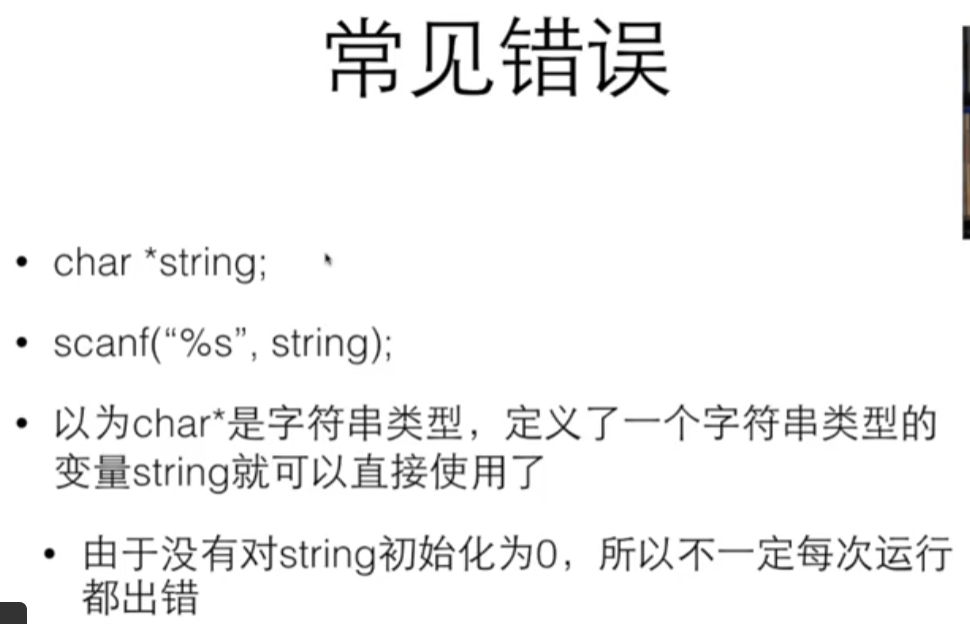 常见错误
• char *string;
• scanf(“%s”, string);
• 以为char*是字符串类型，定义了一个字符串类型的
变量string就可以直接使用了
• 由于没有对string初始化为0，所以不一定每次运行
都出错